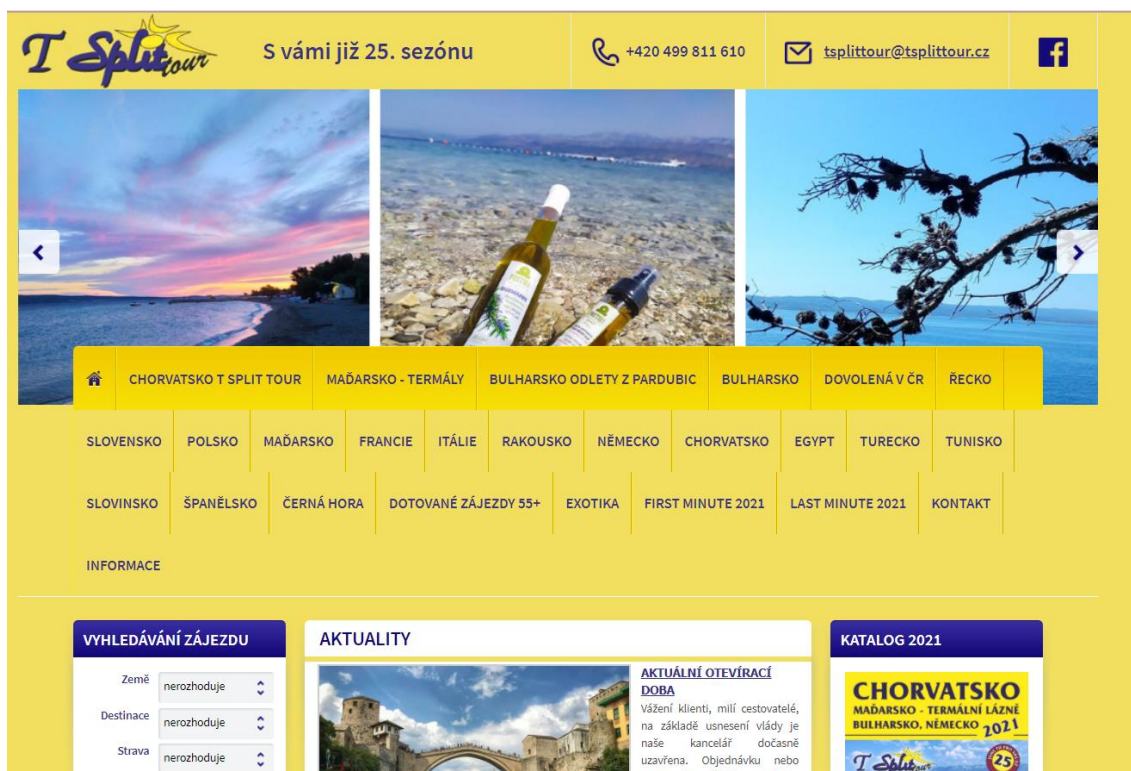 T Split tour
S vámi již 25. sezónu
+420 499 811 610
tsplittour@tsplittour.cz
CHORVATSKO T SPLIT TOUR
MAĎARSKO - TERMÁLY
BULHARSKO ODLETY Z PARDUBIC
BULHARSKO
DOVOLENÁ V ČR
ŘECKO
SLOVENSKO
POLSKO
MAĎARSKO
FRANCIE
ITÁLIE
RAKOUSKO
NĚMECKO
CHORVATSKO
EGYPT
TURECKO
TUNISKO
SLOVINSKO
ŠPANĚLSKO
ČERNÁ HORA
DOTOVANÉ ZÁJEZDY 55+
EXOTIKA
FIRST MINUTE 2021
LAST MINUTE 2021
KONTAKT
INFORMACE
VYHLEDÁVÁNÍ ZÁJEZDU
Země
nerozhoduje
Destinace
nerozhoduje
Strava
nerozhoduje
AKTUALITY
AKTUÁLNÍ OTEVÍRACÍ
DOBA
Vážení klienti, milí cestovatelé,
na základě usnesení vlády je
naše kancelář dočasně
uzavřena. Objednávku nebo
KATALOG 2021
CHORVATSKO
MAĎARSKO - TERMÁLNÍ LÁZNĚ
BULHARSKO, NĚMECKO 2021
T Split tour
25